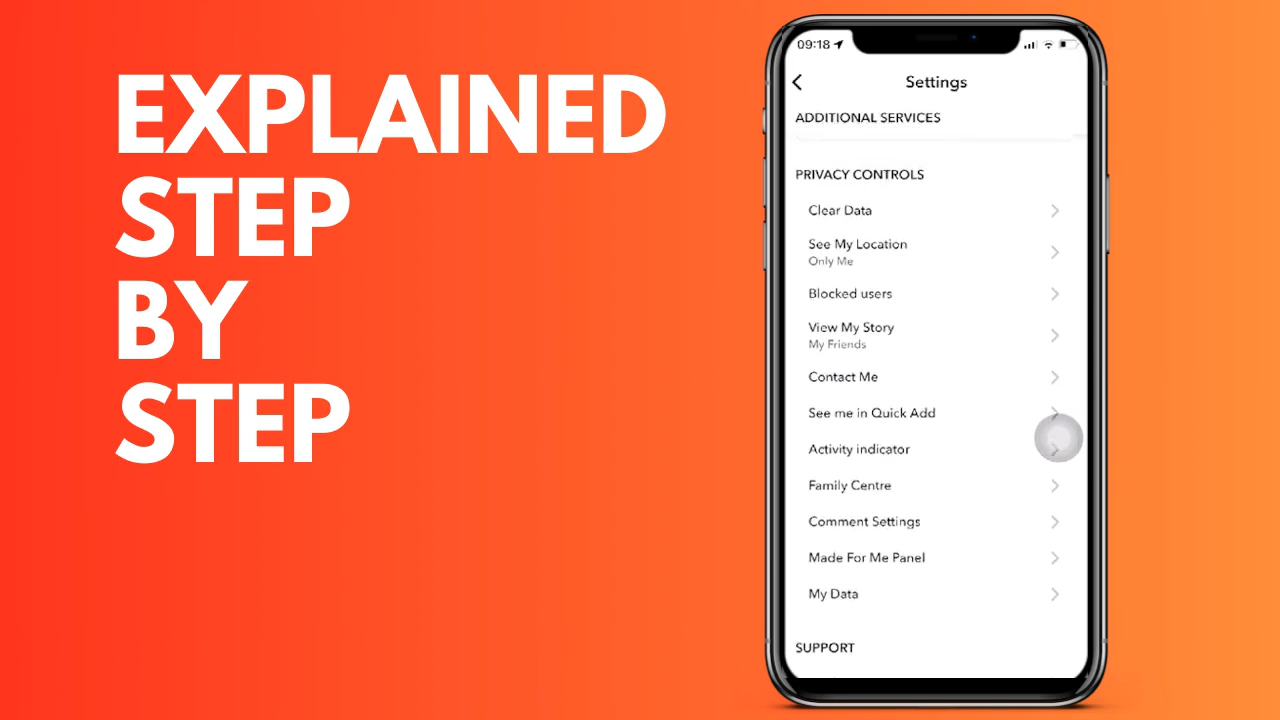 EXPLAINED
STEP
BY
STEP
09:18
Settings
ADDITIONAL SERVICES
PRIVACY CONTROLS
Clear Data
See My Location
Only Me
Blocked users
View My Story
My Friends
Contact Me
See me in Quick Add
Activity indicator
Family Centre
Comment Settings
Made For Me Panel
My Data
SUPPORT